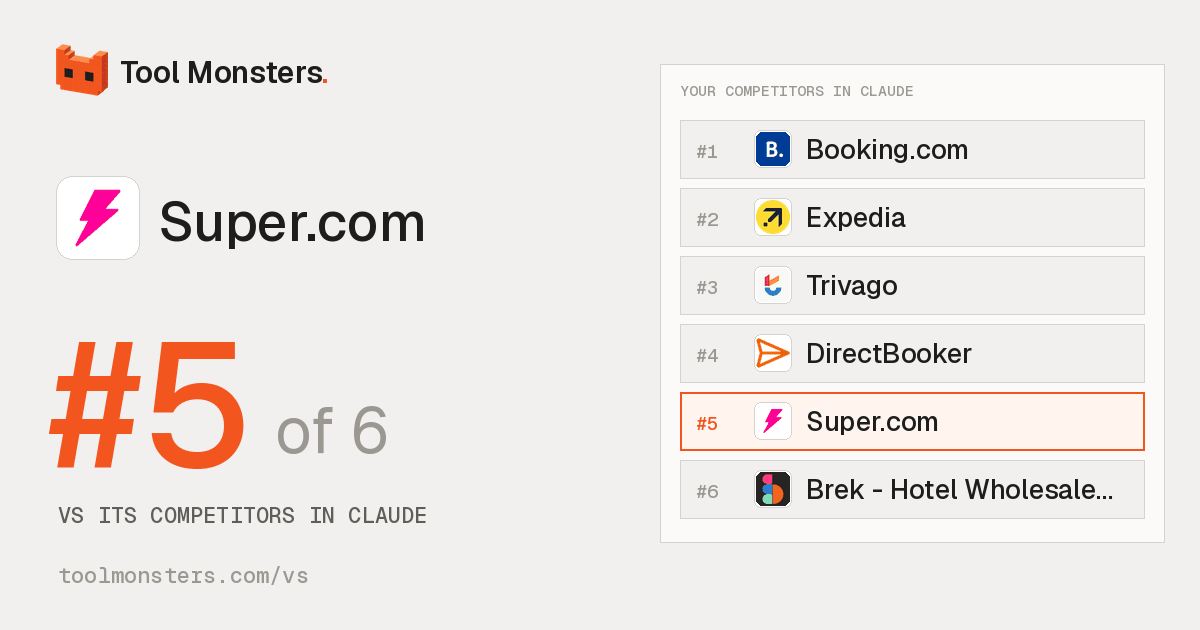 Tool Monsters.
Super.com
#5 of 6
VS ITS COMPETITORS IN CLAUDE
toolmonsters.com/vs
YOUR COMPETITORS IN CLAUDE
#1 B. Booking.com
#2 Expedia
#3 Trivago
#4 DirectBooker
#5 Super.com
#6 Brek - Hotel Wholesale...